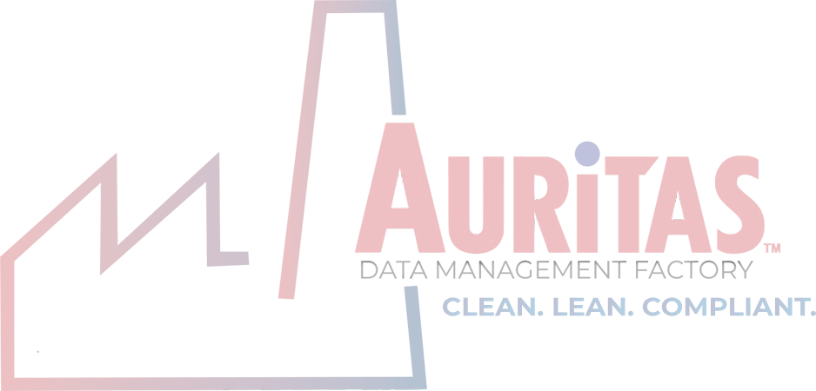 AURiTAS™
DATA MANAGEMENT FACTORY
CLEAN. LEAN. COMPLIANT.